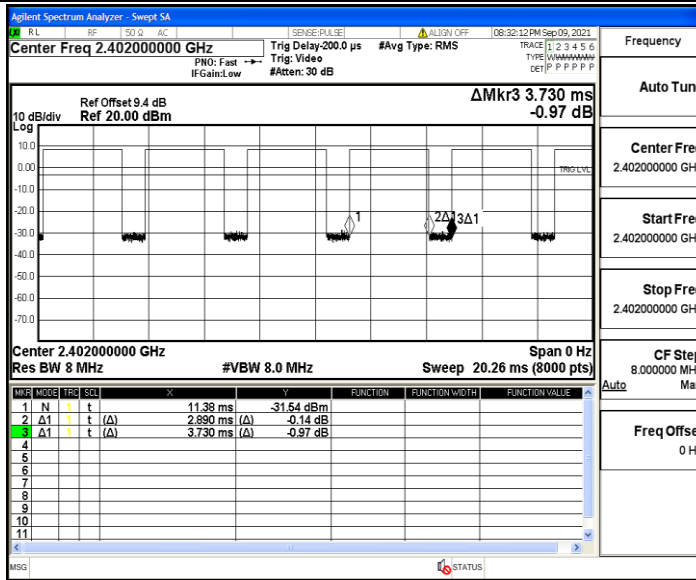 Agilent Spectrum Analyzer - Swept SA
RL RF 50 Ω AC SENSE:PULSE ALIGN OFF 08:32:12 PM Sep 09, 2021
Center Freq 2.402000000 GHz
PNO: Fast
IFGain:Low
Trig Delay-200.0 µs
Trig: Video
#Atten: 30 dB
#Avg Type: RMS
TRACE 1 2 3 4 5 6
TYPE
DET P P P P P P
Ref Offset 9.4 dB
10 dB/div Ref 20.00 dBm
Log
ΔMkr3 3.730 ms
-0.97 dB
10.0
0.00
TRIG LVL
-10.0
-20.0
1 2Δ1 3Δ1
-30.0
-40.0
-50.0
-60.0
-70.0
Center 2.402000000 GHz Span 0 Hz
Res BW 8 MHz #VBW 8.0 MHz Sweep 20.26 ms (8000 pts)
MKR MODE TRC SCL X Y FUNCTION FUNCTION WIDTH FUNCTION VALUE
1 N 1 t 11.38 ms -31.54 dBm
2 Δ1 1 t (Δ) 2.890 ms (Δ) -0.14 dB
3 Δ1 1 t (Δ) 3.730 ms (Δ) -0.97 dB
4
5
6
7
8
9
10
11
MSG STATUS
Frequency
Auto Tun
Center Fre
2.402000000 GH
Start Fre
2.402000000 GH
Stop Fre
2.402000000 GH
CF Step
8.000000 MH
Auto Ma
Freq Offse
0 H